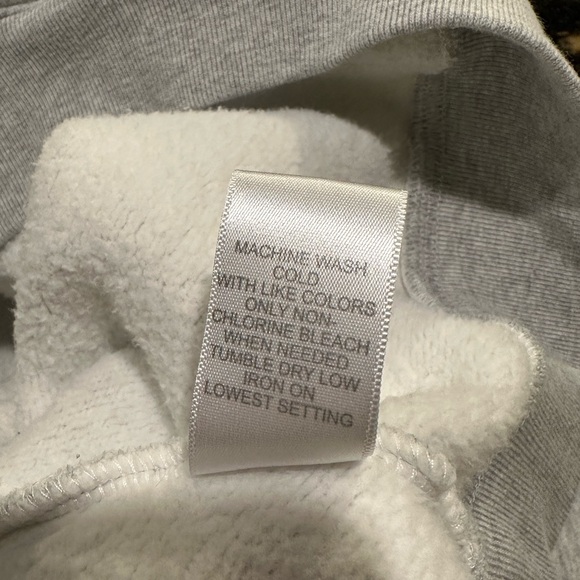 MACHINE WASH
COLD
WITH LIKE COLORS
ONLY NON-
CHLORINE BLEACH
WHEN NEEDED
TUMBLE DRY LOW
IRON ON
LOWEST SETTING